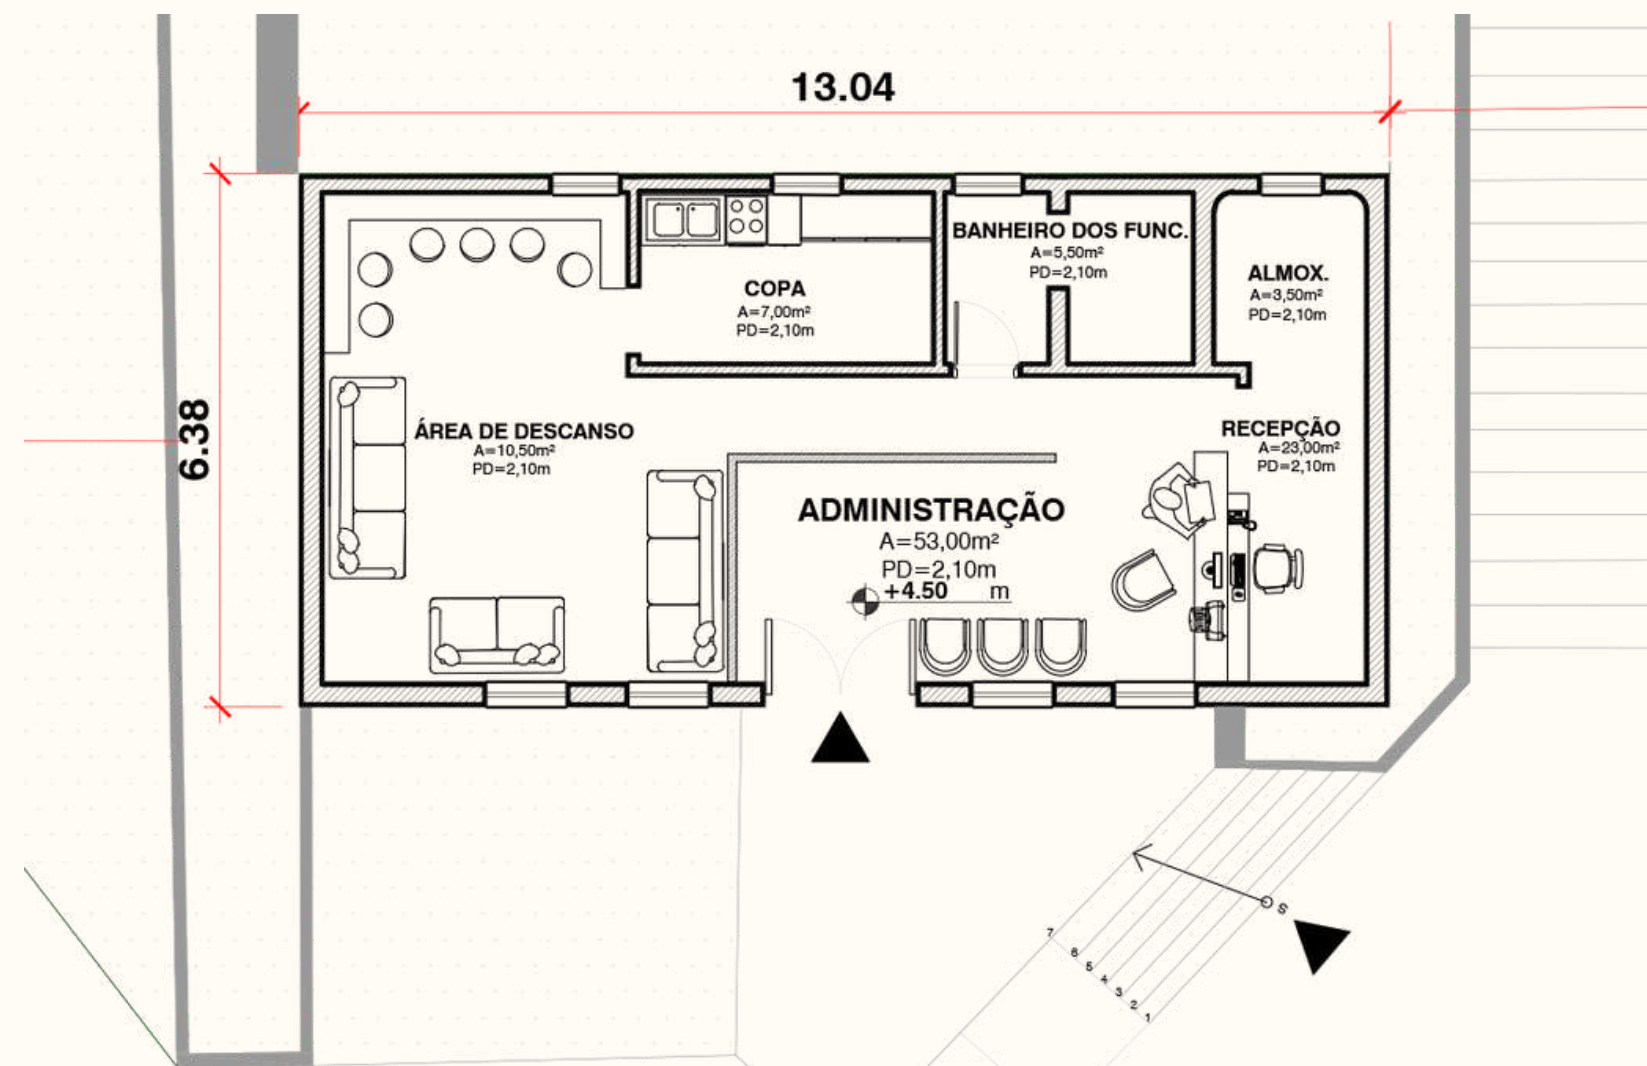 13.04
6.38
BANHEIRO DOS FUNC.
A=5,50m²
PD=2,10m
COPA
A=7,00m²
PD=2,10m
ALMOX.
A=3,50m²
PD=2,10m
ÁREA DE DESCANSO
A=10,50m²
PD=2,10m
RECEPÇÃO
A=23,00m²
PD=2,10m
ADMINISTRAÇÃO
A=53,00m²
PD=2,10m
+4.50 m
S
7
6
5
4
3
2
1